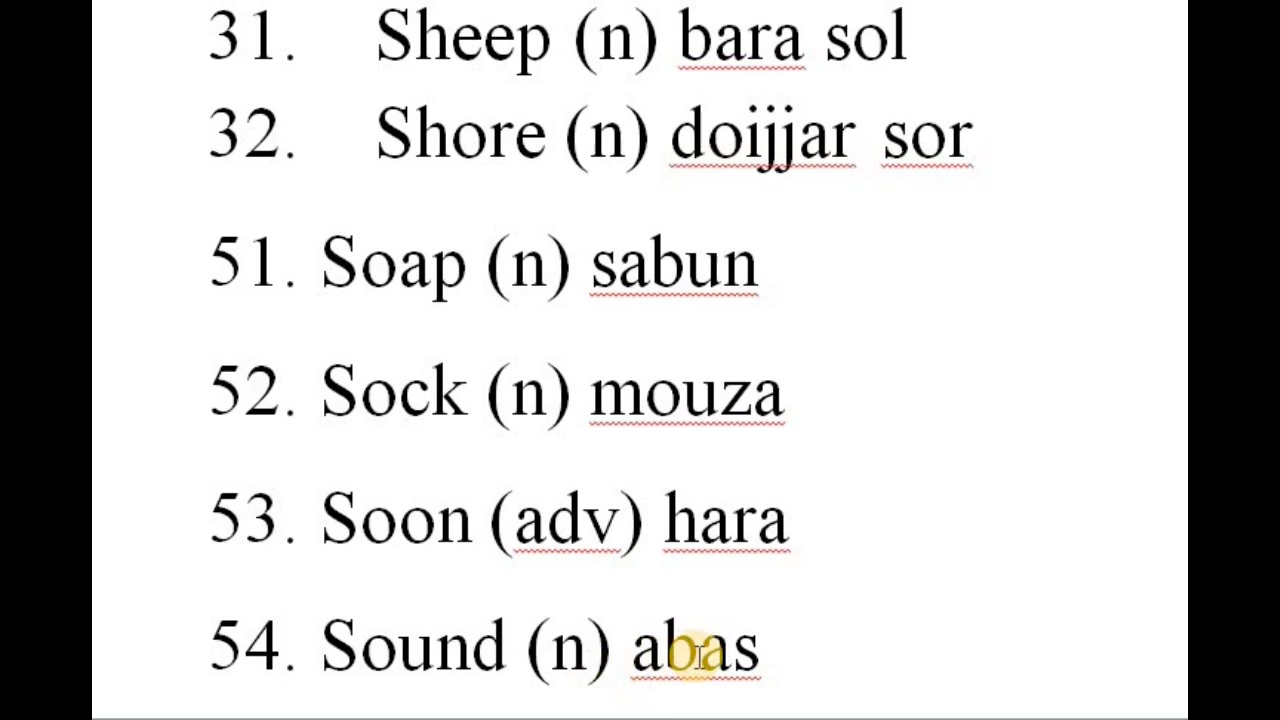 31. Sheep (n) bara sol
32. Shore (n) doijjar sor
51. Soap (n) sabun
52. Sock (n) mouza
53. Soon (adv) hara
54. Sound (n) abas